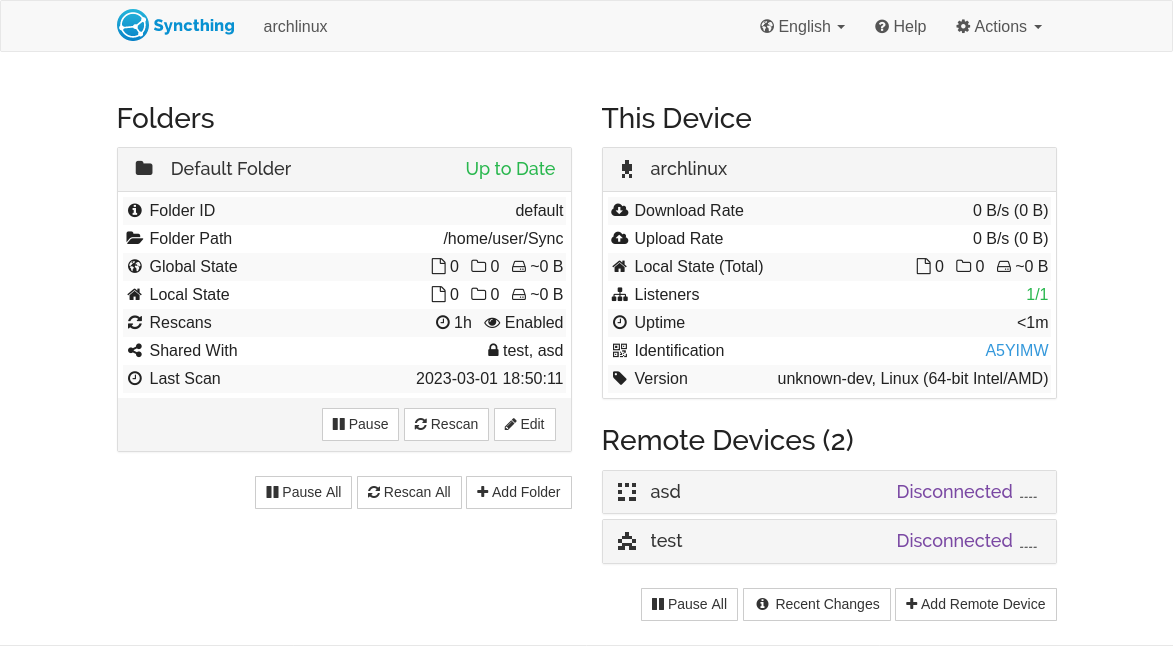 Syncthing archlinux English Help Actions
Folders
Default Folder Up to Date
Folder ID default
Folder Path /home/user/Sync
Global State 0 0 ~0 B
Local State 0 0 ~0 B
Rescans 1h Enabled
Shared With test, asd
Last Scan 2023-03-01 18:50:11
Pause Rescan Edit
Pause All Rescan All Add Folder
This Device
archlinux
Download Rate 0 B/s (0 B)
Upload Rate 0 B/s (0 B)
Local State (Total) 0 0 ~0 B
Listeners 1/1
Uptime <1m
Identification A5YIMW
Version unknown-dev, Linux (64-bit Intel/AMD)
Remote Devices (2)
asd Disconnected
test Disconnected
Pause All Recent Changes Add Remote Device